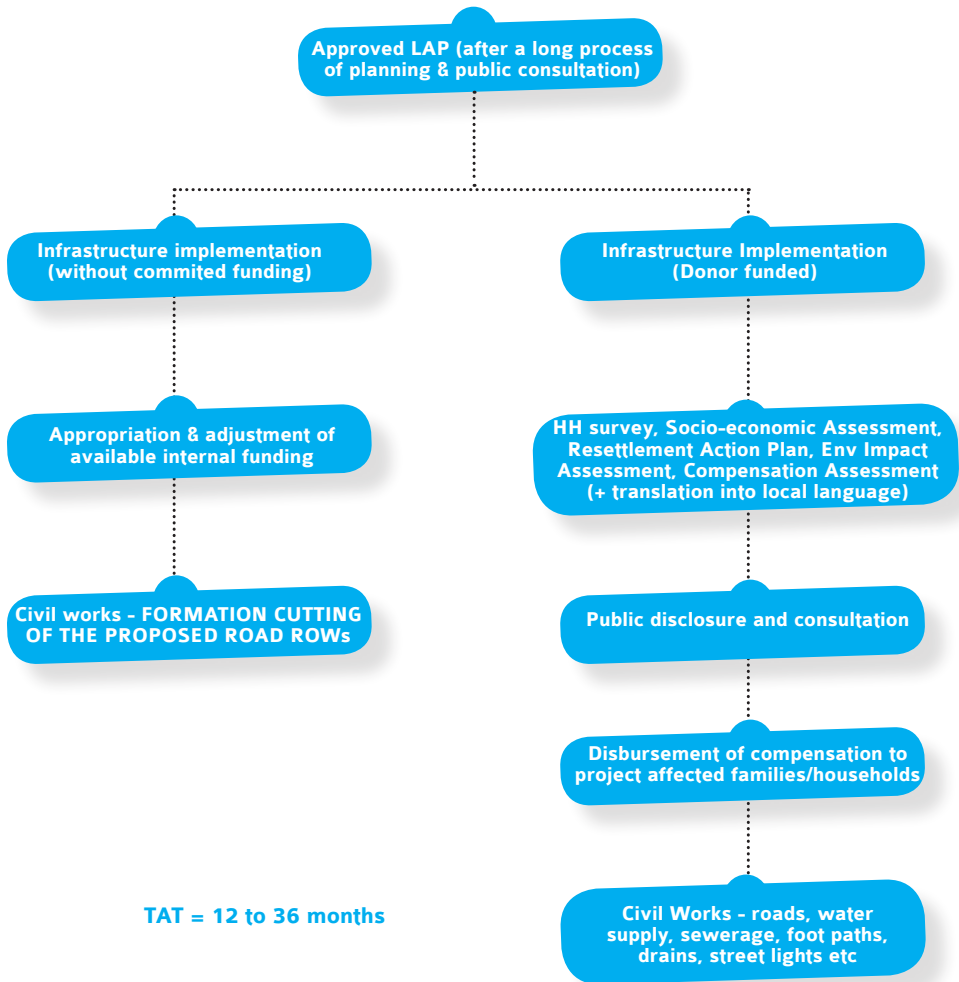 Approved LAP (after a long process
of planning & public consultation)
Infrastructure implementation
(without commited funding)
Appropriation & adjustment of
available internal funding
Civil works - FORMATION CUTTING
OF THE PROPOSED ROAD ROWs
Infrastructure Implementation
(Donor funded)
HH survey, Socio-economic Assessment,
Resettlement Action Plan, Env Impact
Assessment, Compensation Assessment
(+ translation into local language)
Public disclosure and consultation
Disbursement of compensation to
project affected families/households
Civil Works - roads, water
supply, sewerage, foot paths,
drains, street lights etc
TAT = 12 to 36 months